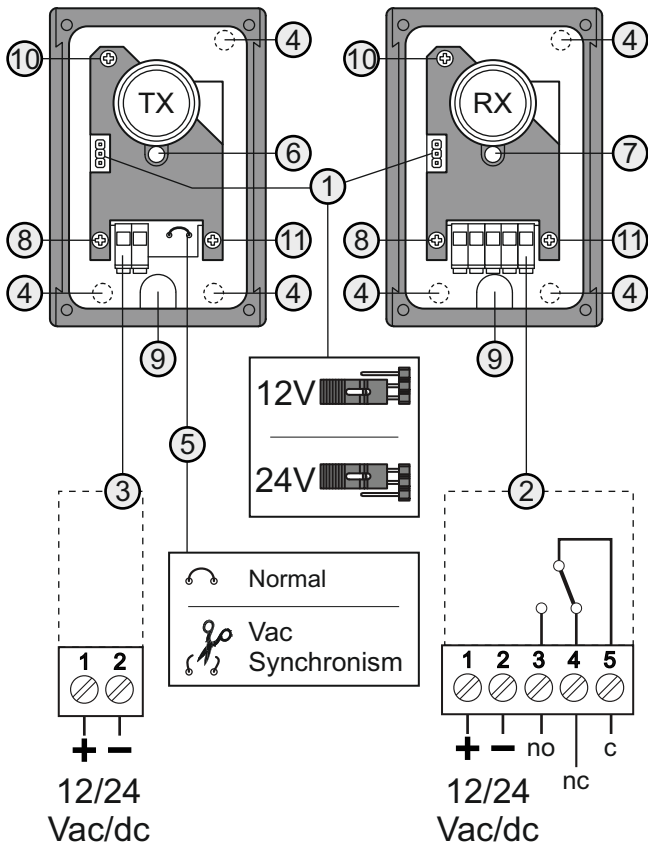 4 4
10 10
TX RX
6 7
1
8 11 8 11
4 4 4 4
9 9
12V
5
24V
3 2
Normal
Vac
Synchronism
1 2
1 2 3 4 5
+ −
+ − no c
nc
12/24
Vac/dc
12/24
Vac/dc